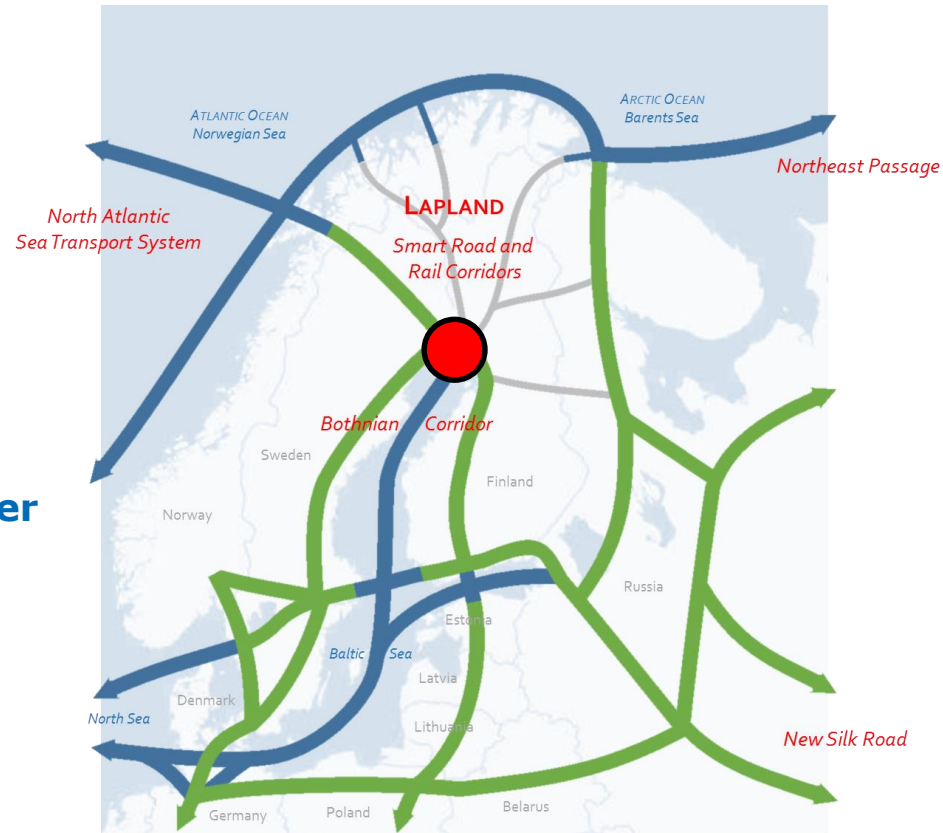 ATLANTIC OCEAN
Norwegian Sea
ARCTIC OCEAN
Barents Sea
Northeast Passage
North Atlantic
Sea Transport System
LAPLAND
Smart Road and
Rail Corridors
Bothnian Corridor
Sweden
Finland
er
Norway
Russia
Estonia
Baltic Sea
Latvia
Denmark
North Sea
Lithuania
New Silk Road
Germany
Poland
Belarus